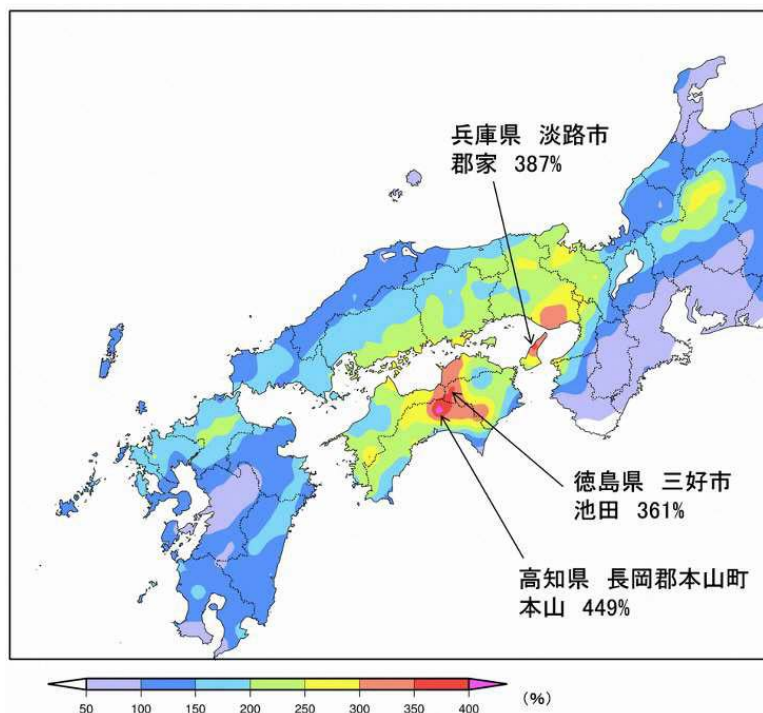 兵庫県 淡路市
郡家 387%
徳島県 三好市
池田 361%
高知県 長岡郡本山町
本山 449%
50 100 150 200 250 300 350 400 (%)